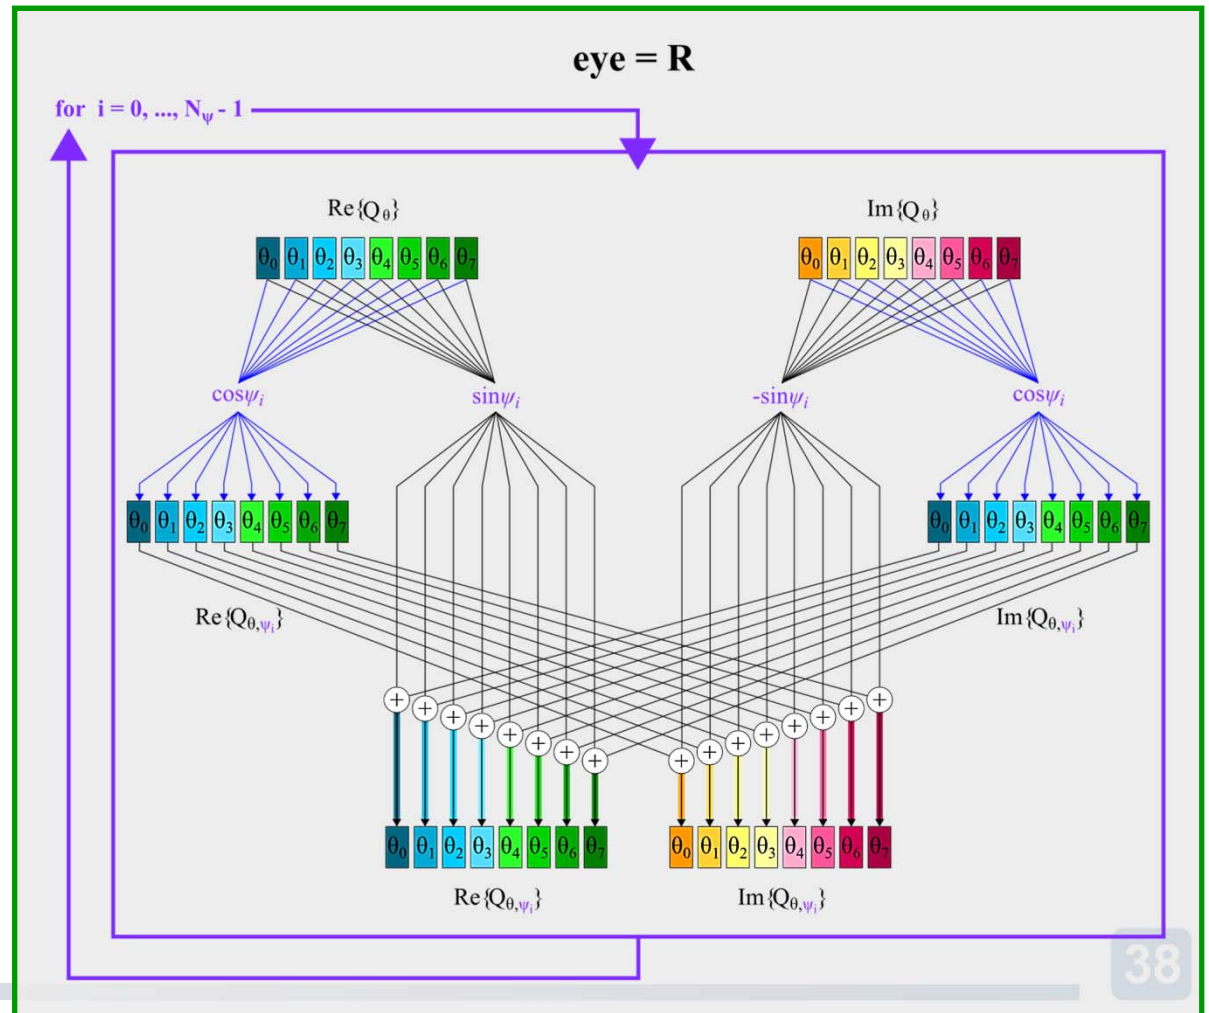 eye = R
for i = 0, ..., Nψ - 1
Re{Qθ} Im{Qθ}
θ0 θ1 θ2 θ3 θ4 θ5 θ6 θ7 θ0 θ1 θ2 θ3 θ4 θ5 θ6 θ7
cosψi sinψi -sinψi cosψi
θ0 θ1 θ2 θ3 θ4 θ5 θ6 θ7 θ0 θ1 θ2 θ3 θ4 θ5 θ6 θ7
Re{Qθ,ψi} Im{Qθ,ψi}
+ + + + + + + + + + + + + + + +
θ0 θ1 θ2 θ3 θ4 θ5 θ6 θ7 θ0 θ1 θ2 θ3 θ4 θ5 θ6 θ7
Re{Qθ,ψi} Im{Qθ,ψi}
38